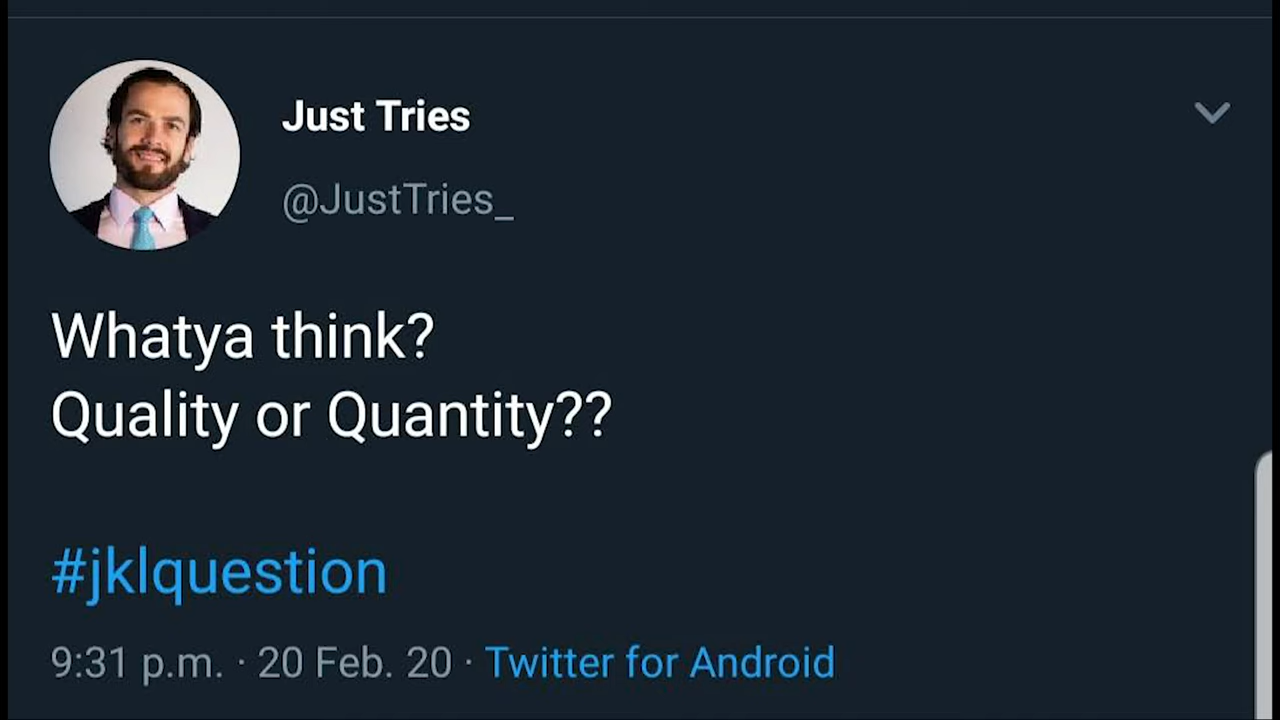 Just Tries
@JustTries_
Whatya think?
Quality or Quantity??
#jklquestion
9:31 p.m. · 20 Feb. 20 · Twitter for Android